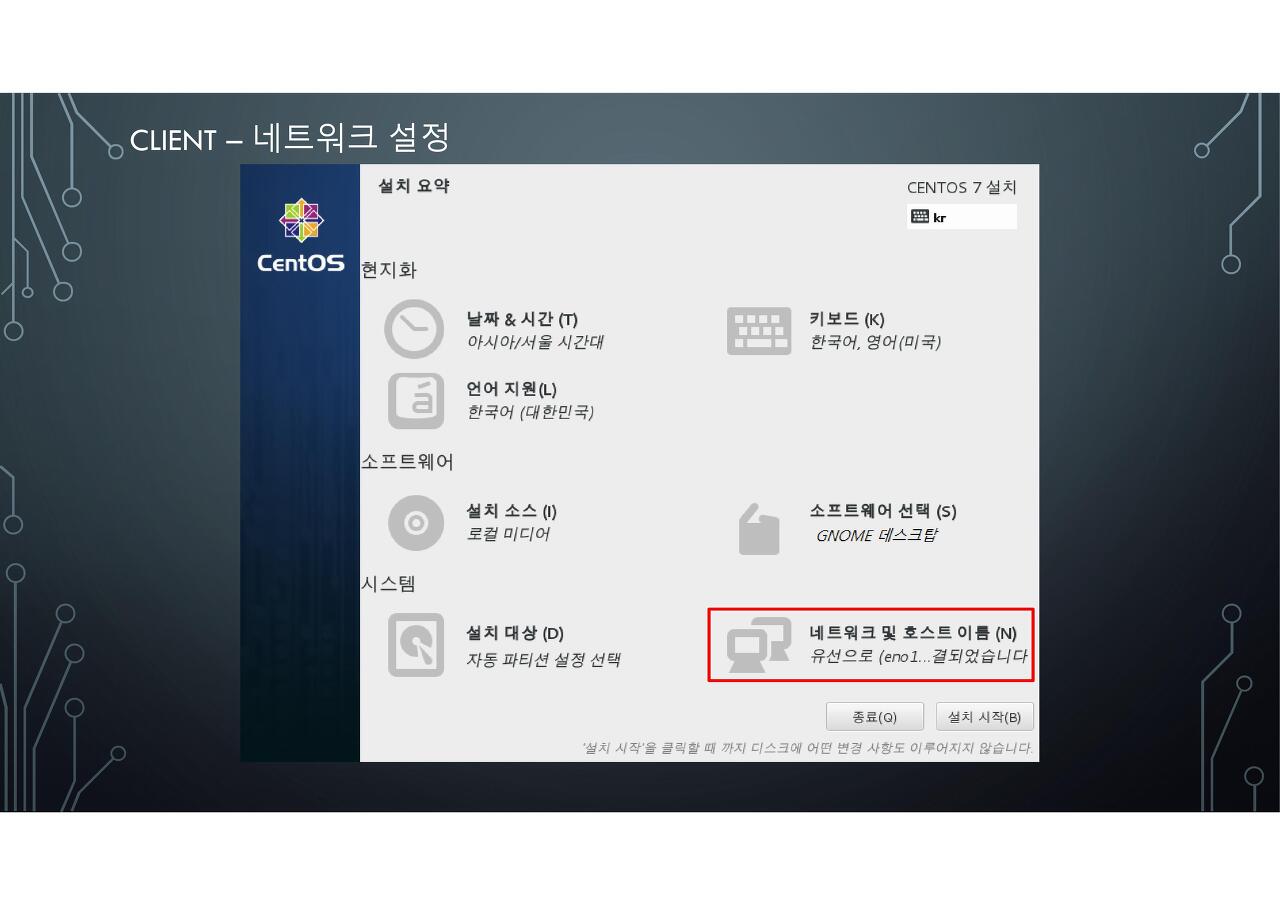 CLIENT – 네트워크 설정
설치 요약
CENTOS 7 설치
kr
CentOS
현지화
날짜 & 시간 (T)
아시아/서울 시간대
키보드 (K)
한국어, 영어(미국)
언어 지원(L)
한국어 (대한민국)
소프트웨어
설치 소스 (I)
로컬 미디어
소프트웨어 선택 (S)
GNOME 데스크탑
시스템
설치 대상 (D)
자동 파티션 설정 선택
네트워크 및 호스트 이름 (N)
유선으로 (eno1...결되었습니다
종료(Q)
설치 시작(B)
'설치 시작'을 클릭할 때 까지 디스크에 어떤 변경 사항도 이루어지지 않습니다.